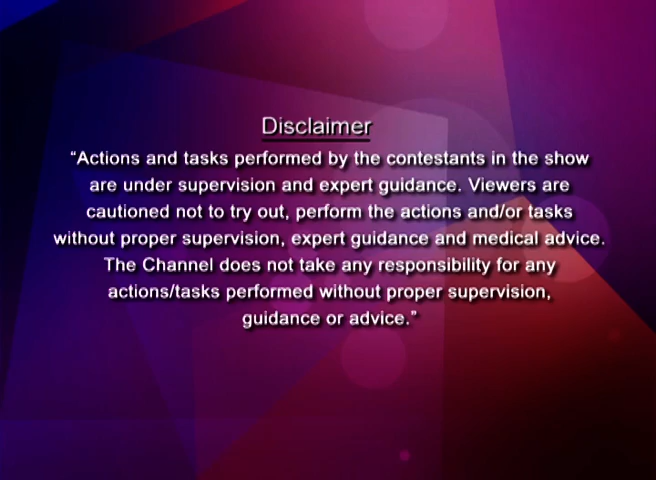 Disclaimer
“Actions and tasks performed by the contestants in the show
are under supervision and expert guidance. Viewers are
cautioned not to try out, perform the actions and/or tasks
without proper supervision, expert guidance and medical advice.
The Channel does not take any responsibility for any
actions/tasks performed without proper supervision,
guidance or advice.”